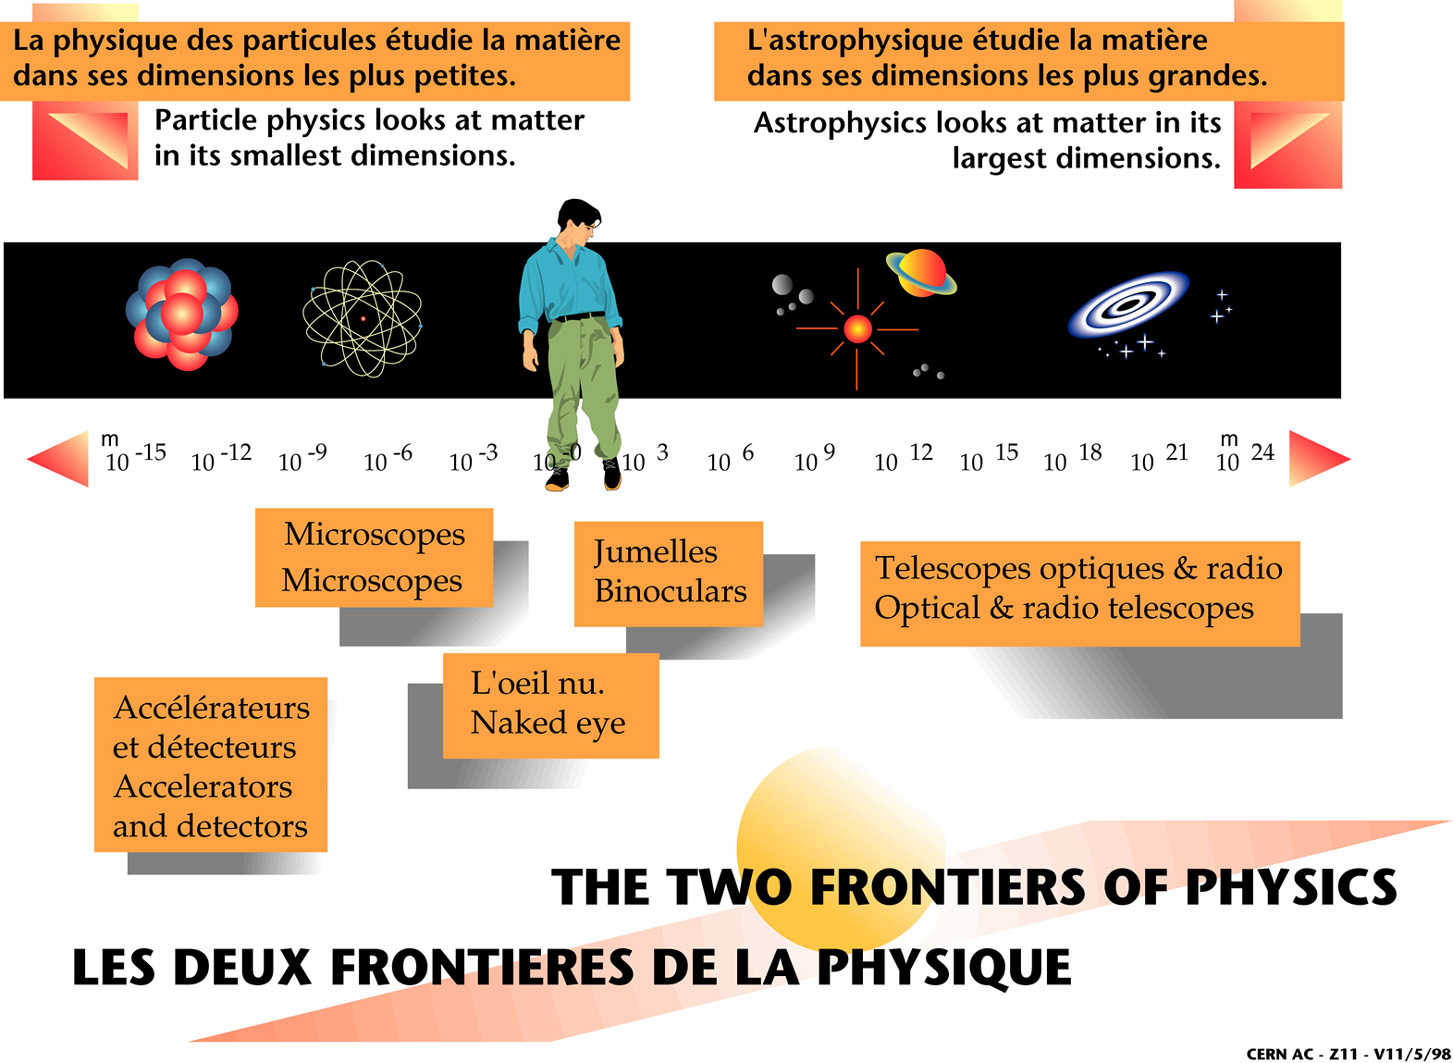 La physique des particules étudie la matière
dans ses dimensions les plus petites.
Particle physics looks at matter
in its smallest dimensions.
L'astrophysique étudie la matière
dans ses dimensions les plus grandes.
Astrophysics looks at matter in its
largest dimensions.
m m
10 -15 10 -12 10 -9 10 -6 10 -3 10 -0 10 3 10 6 10 9 10 12 10 15 10 18 10 21 10 24
Microscopes
Microscopes
Jumelles
Binoculars
Telescopes optiques & radio
Optical & radio telescopes
L'oeil nu.
Naked eye
Accélérateurs
et détecteurs
Accelerators
and detectors
THE TWO FRONTIERS OF PHYSICS
LES DEUX FRONTIERES DE LA PHYSIQUE
CERN AC - Z11 - V11/5/98